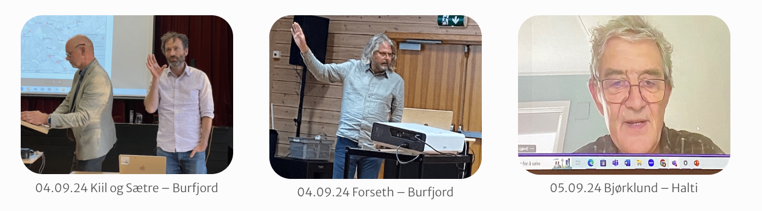 04.09.24 Kiil og Sætre – Burfjord
04.09.24 Forseth – Burfjord
05.09.24 Bjørklund – Halti